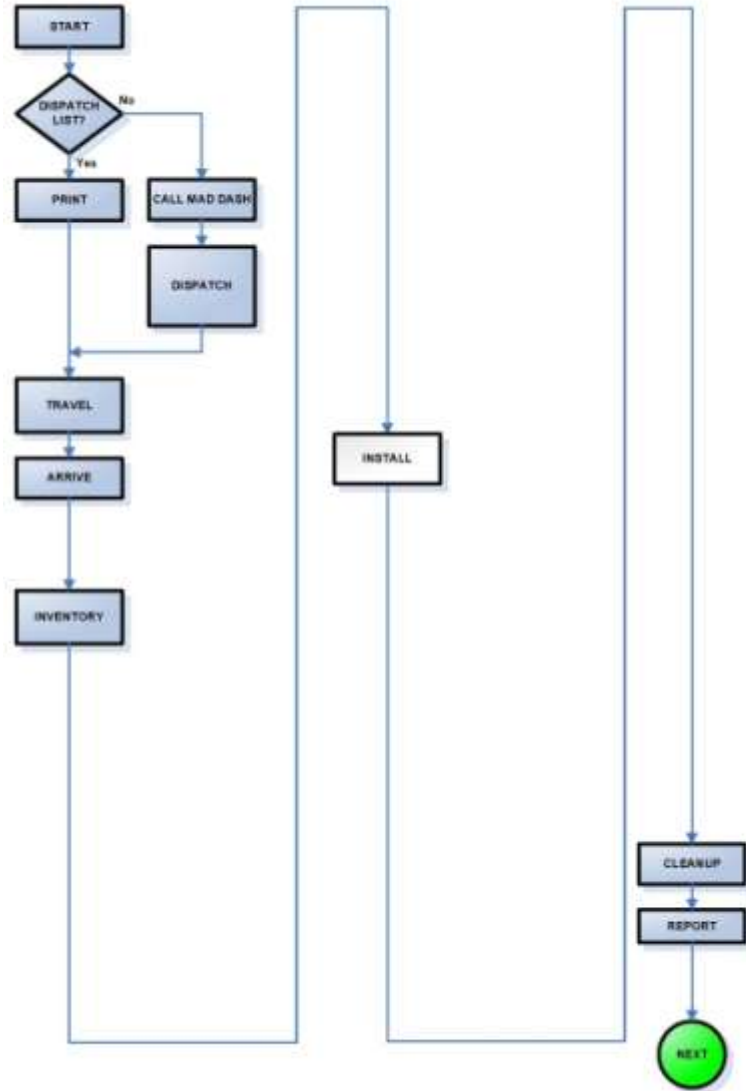 START
DISPATCH
LIST?
No
Yes
PRINT
CALL MAD DASH
DISPATCH
TRAVEL
ARRIVE
INVENTORY
INSTALL
CLEANUP
REPORT
NEXT